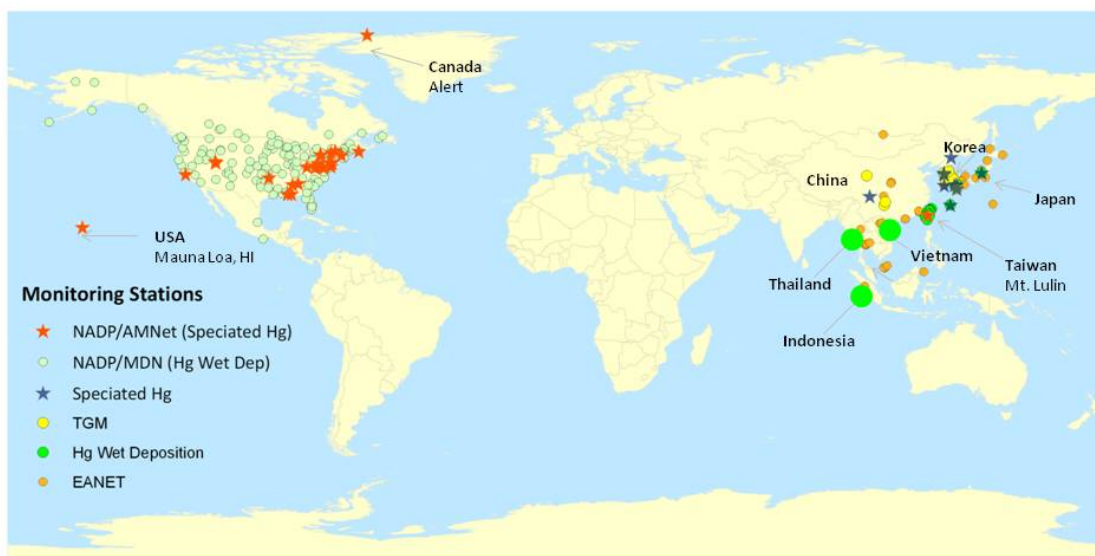 Canada
Alert
Korea
China
Japan
USA
Mauna Loa, HI
Vietnam
Taiwan
Mt. Lulin
Thailand
Indonesia
Monitoring Stations
NADP/AMNet (Speciated Hg)
NADP/MDN (Hg Wet Dep)
Speciated Hg
TGM
Hg Wet Deposition
EANET